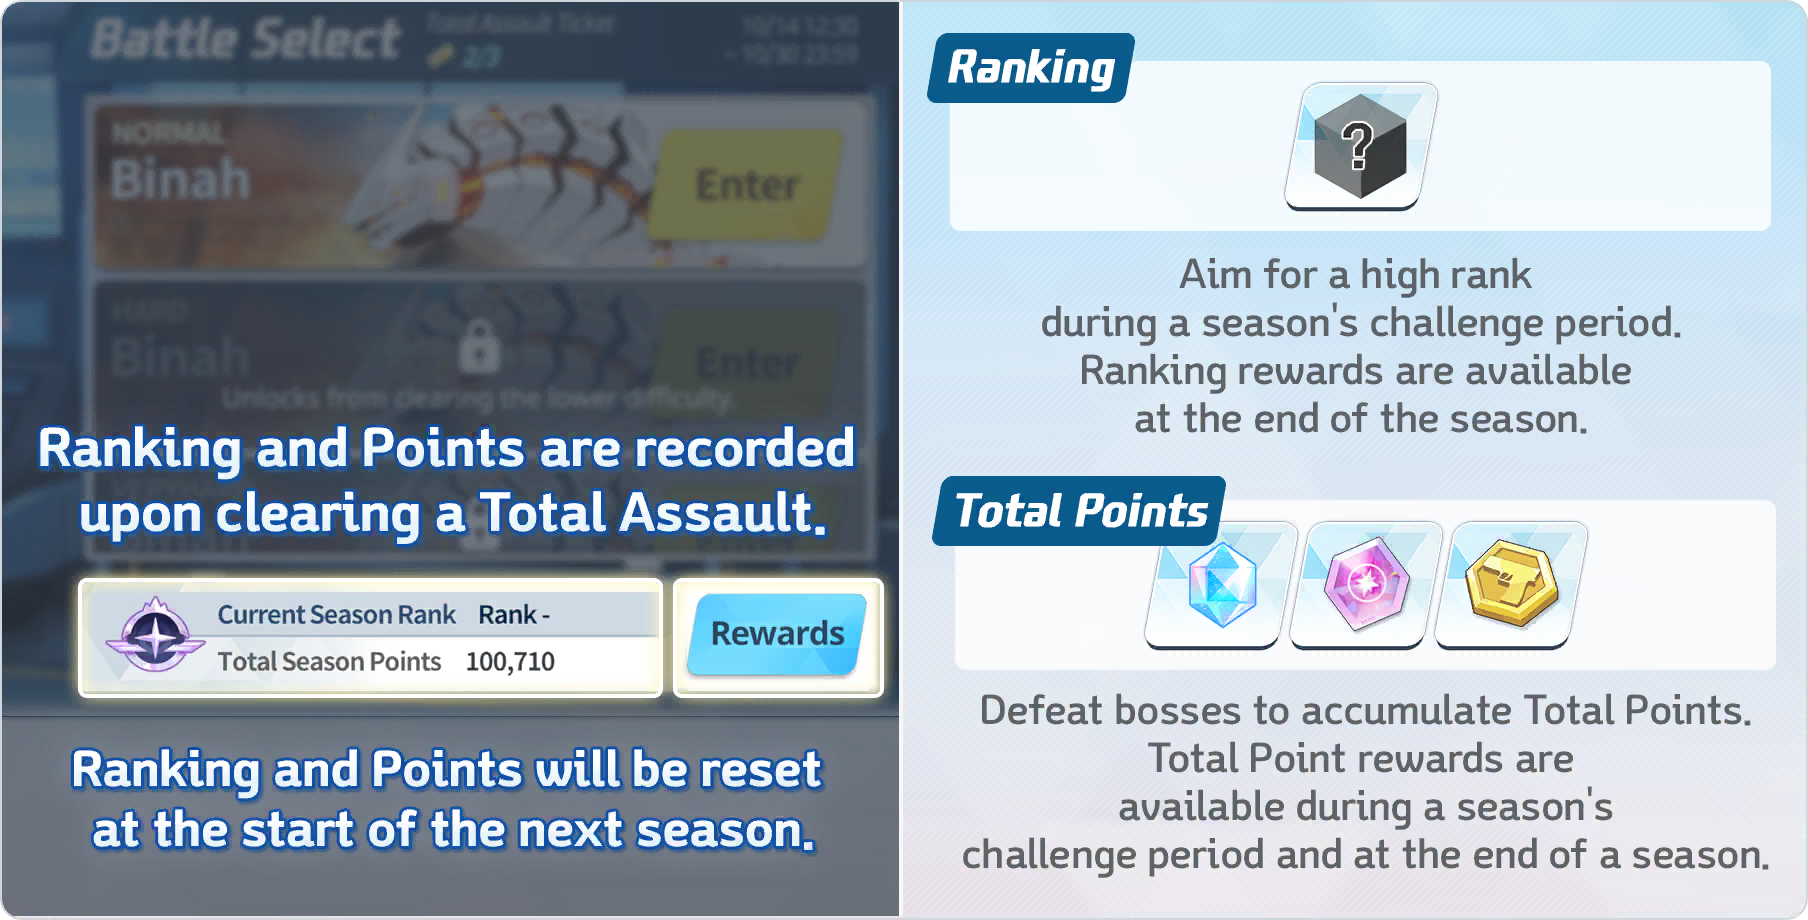 Battle Select
Total Assault Ticket
2/3
10/14 12:30
~ 10/30 23:59
NORMAL
Binah
Enter
HARD
Binah
Enter
Unlocks from clearing the lower difficulty.
Ranking and Points are recorded
upon clearing a Total Assault.
Current Season Rank Rank -
Total Season Points 100,710
Rewards
Ranking and Points will be reset
at the start of the next season.
Ranking
?
Aim for a high rank
during a season's challenge period.
Ranking rewards are available
at the end of the season.
Total Points
Defeat bosses to accumulate Total Points.
Total Point rewards are
available during a season's
challenge period and at the end of a season.